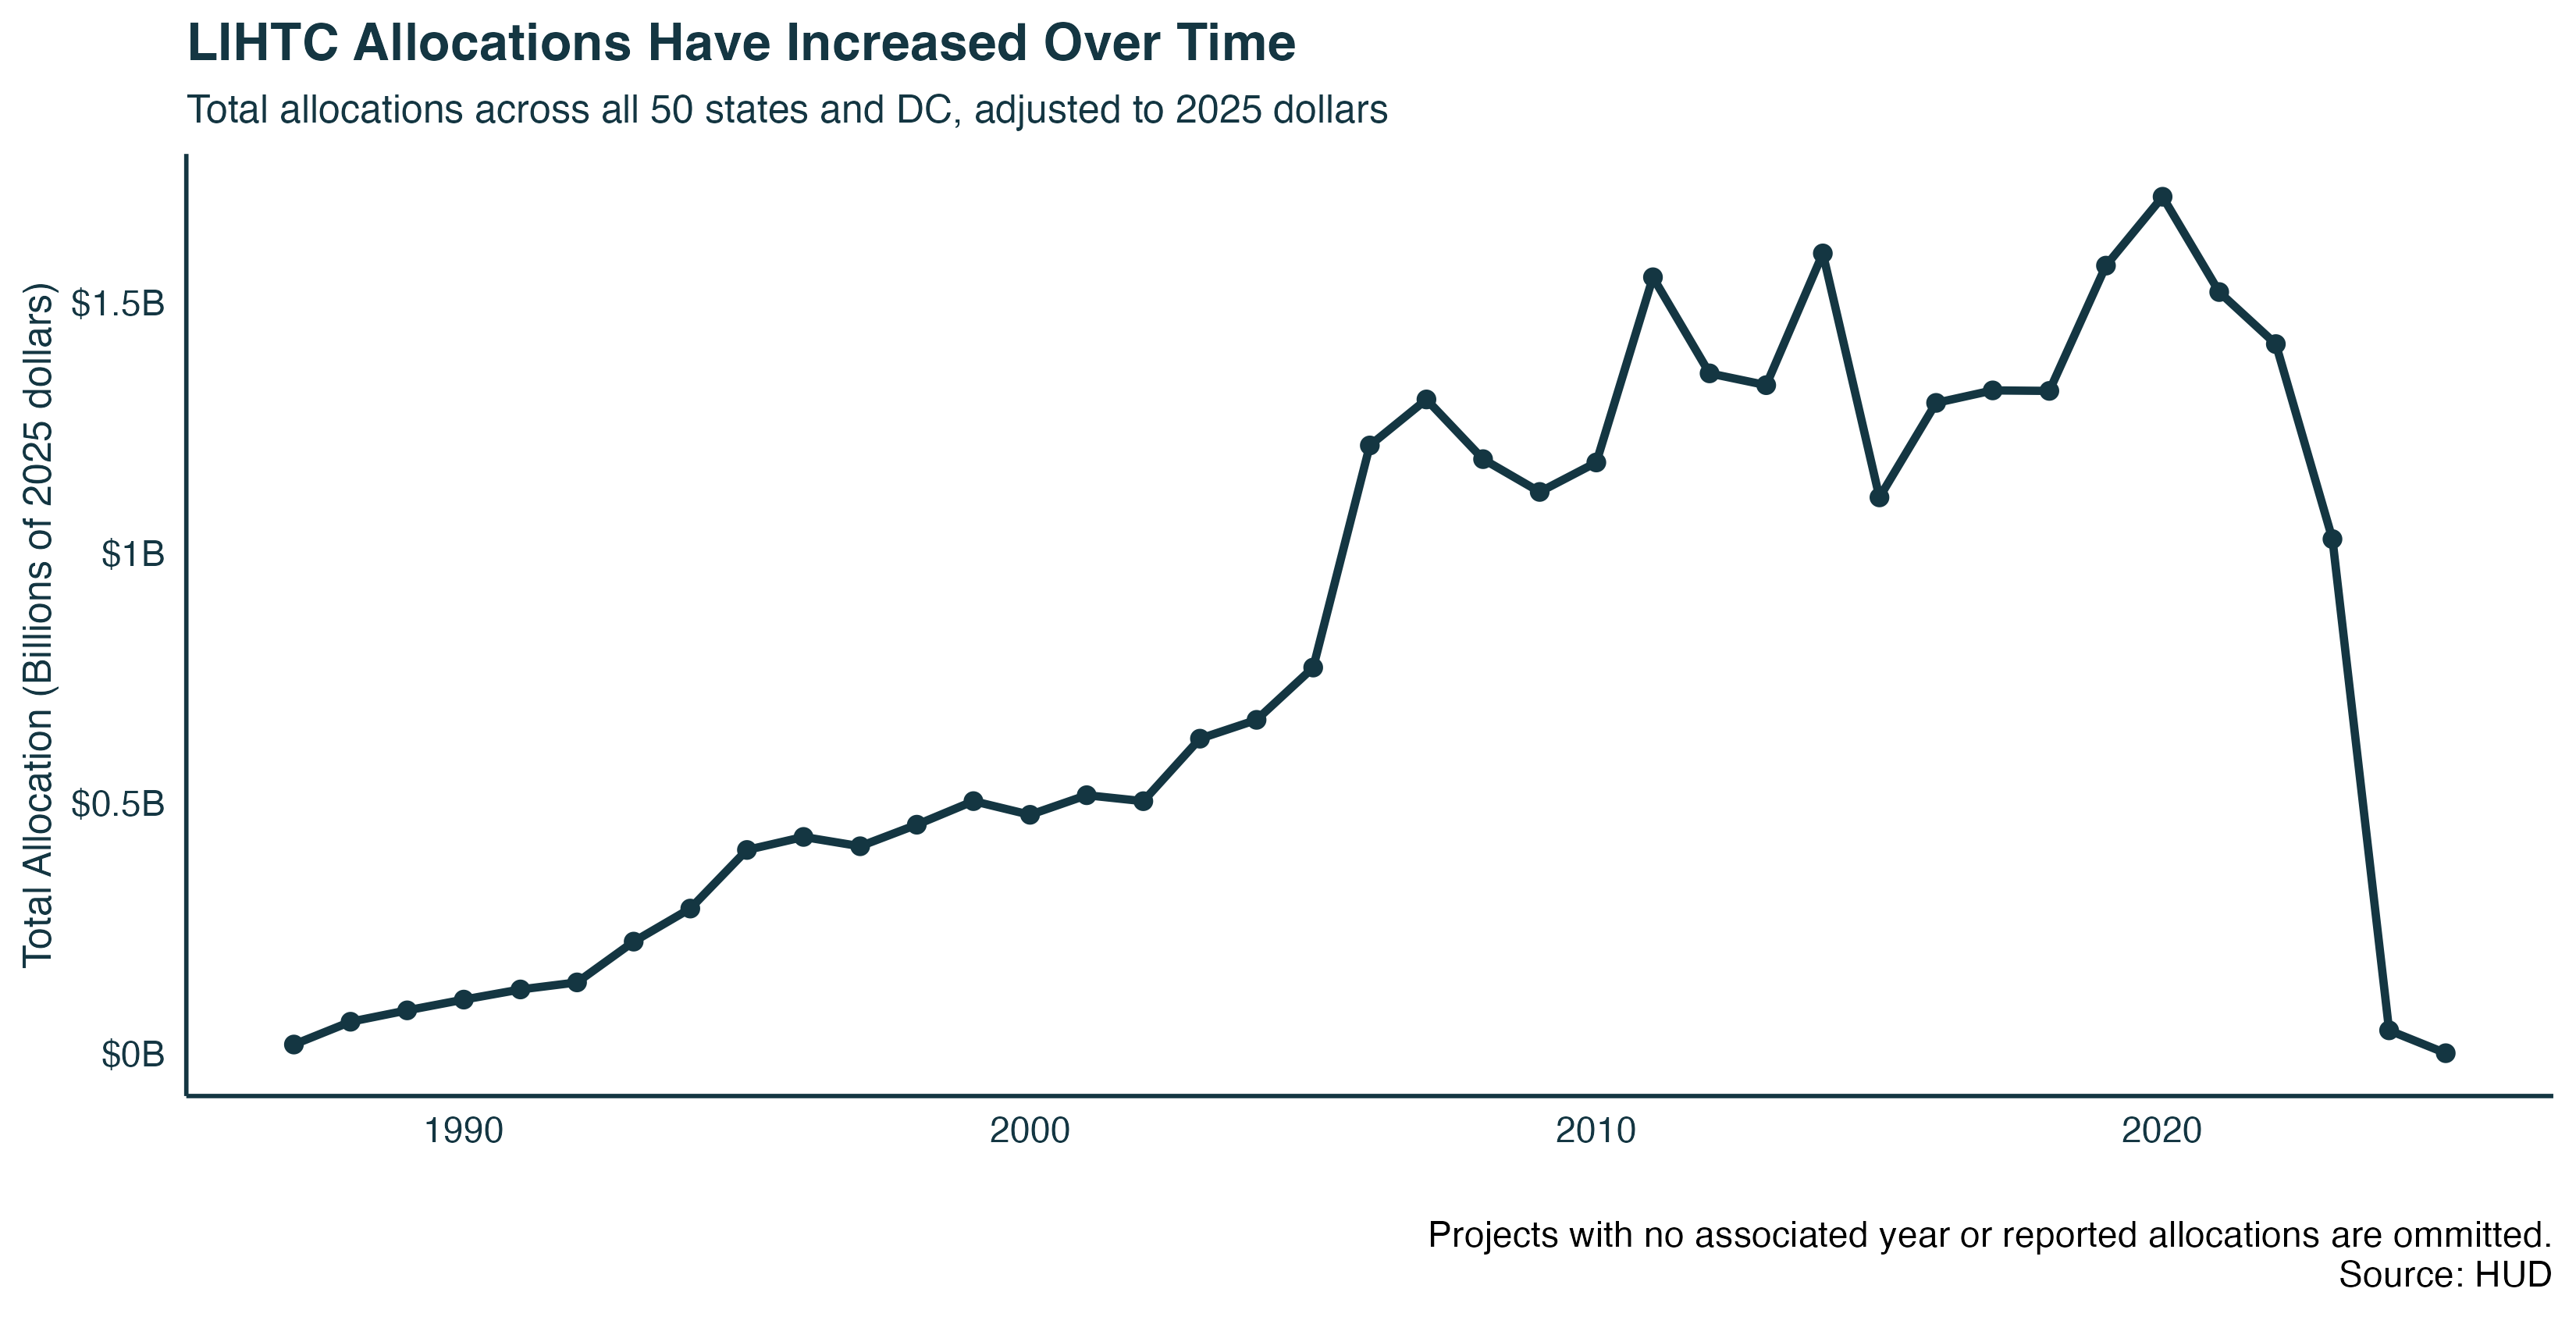 LIHTC Allocations Have Increased Over Time
Total allocations across all 50 states and DC, adjusted to 2025 dollars
Total Allocation (Billions of 2025 dollars)
$1.5B
$1B
$0.5B
$0B
1990
2000
2010
2020
Projects with no associated year or reported allocations are ommitted.
Source: HUD